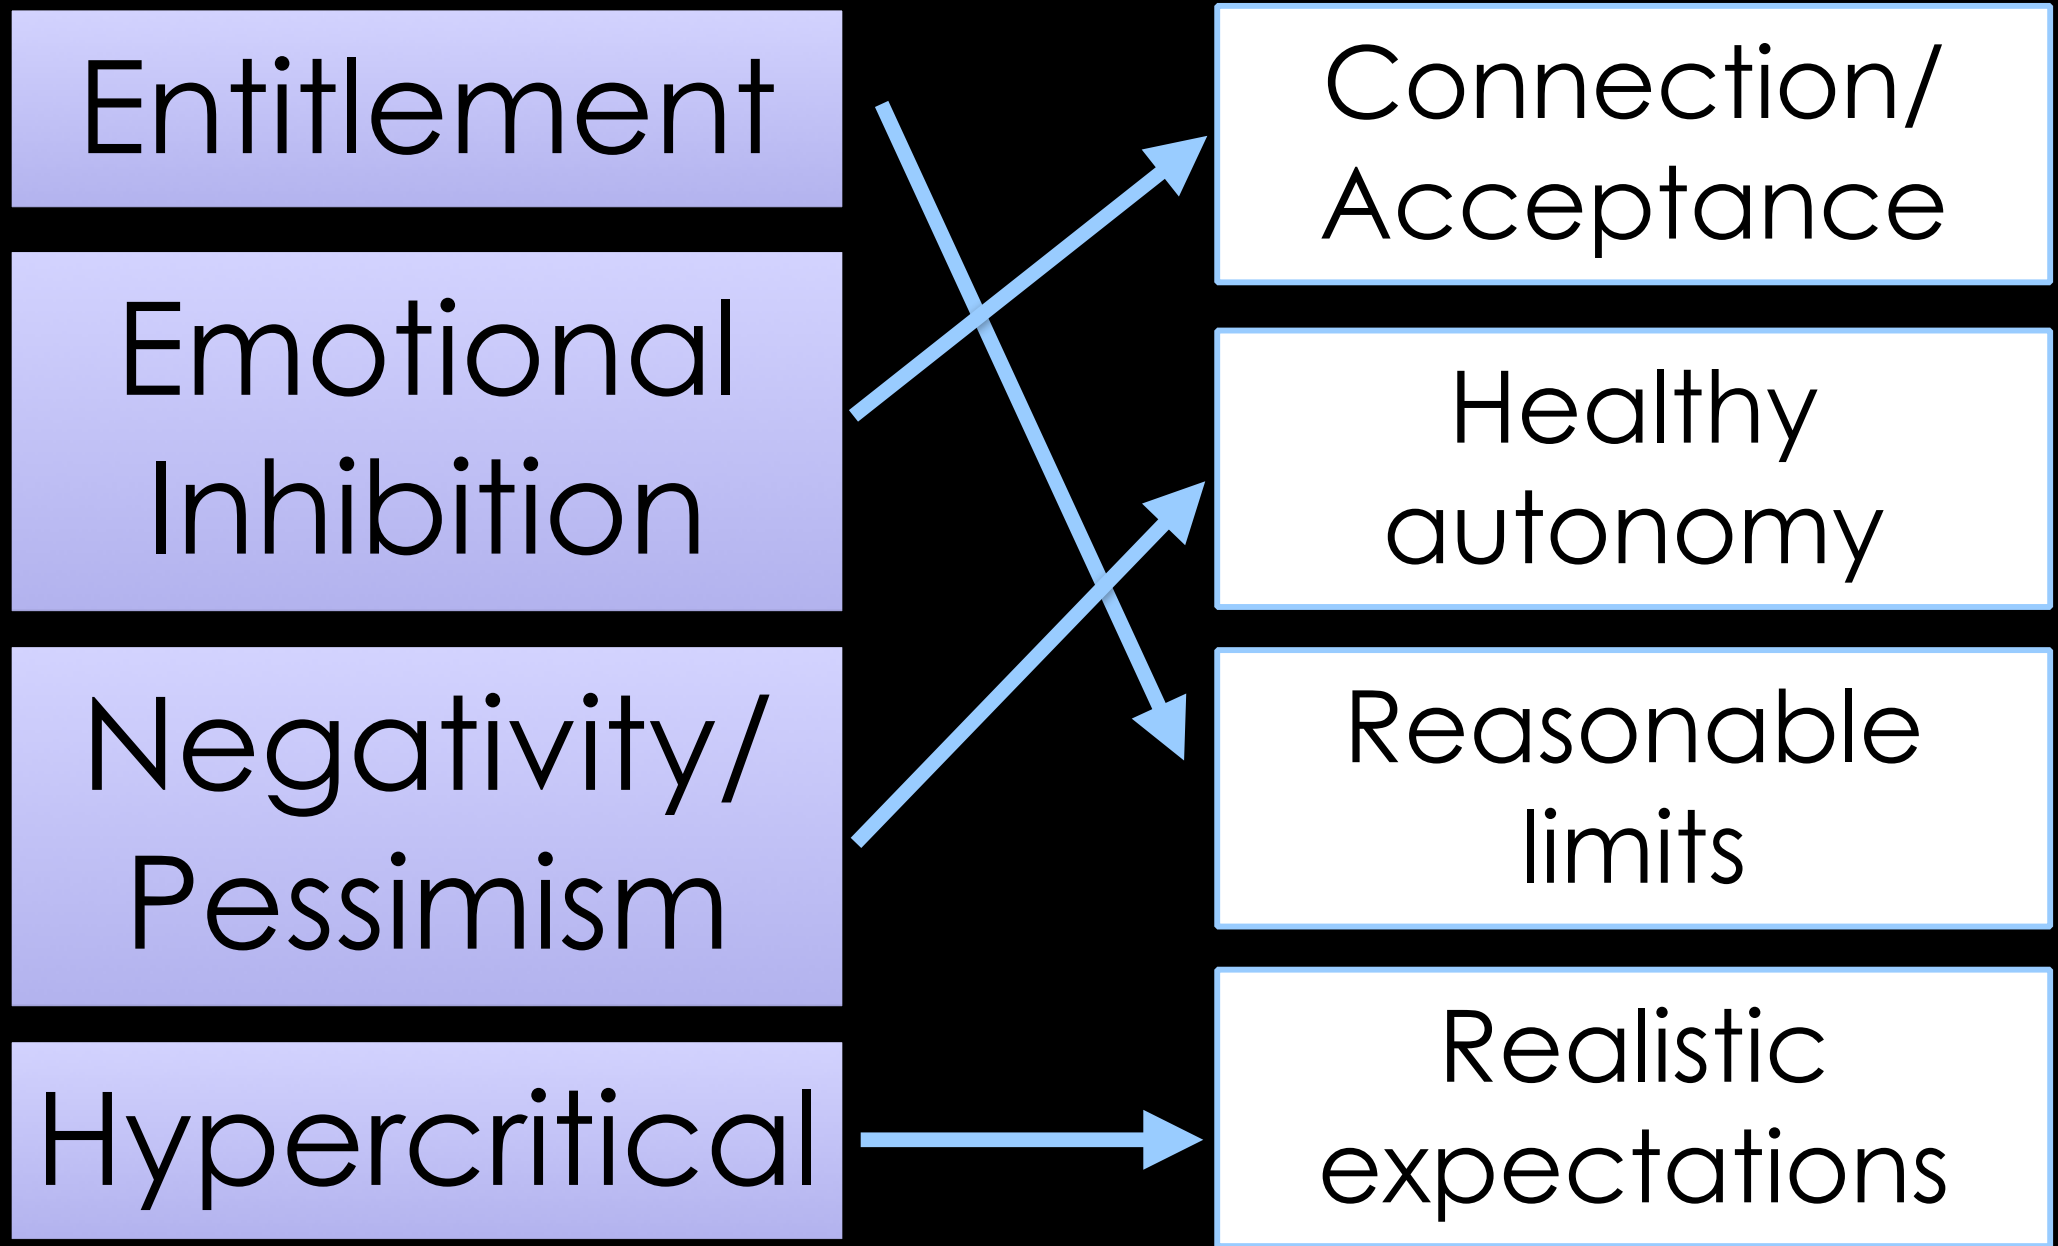 Entitlement
Emotional
Inhibition
Negativity/
Pessimism
Hypercritical
Connection/
Acceptance
Healthy
autonomy
Reasonable
limits
Realistic
expectations